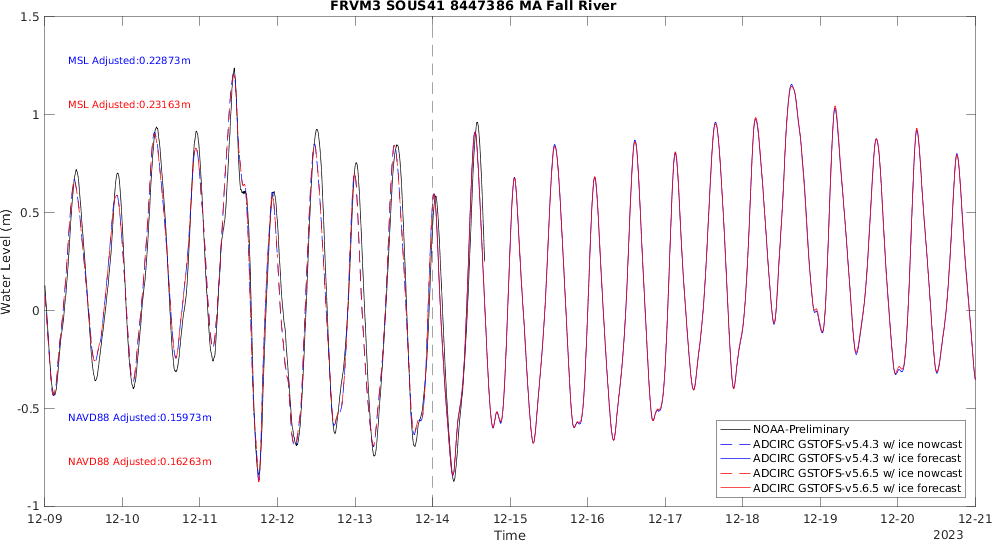 FRVM3 SOUS41 8447386 MA Fall River
1.5
1
0.5
0
-0.5
-1
Water Level (m)
MSL Adjusted:0.22873m
MSL Adjusted:0.23163m
NAVD88 Adjusted:0.15973m
NAVD88 Adjusted:0.16263m
NOAA-Preliminary
ADCIRC GSTOFS-v5.4.3 w/ ice nowcast
ADCIRC GSTOFS-v5.4.3 w/ ice forecast
ADCIRC GSTOFS-v5.6.5 w/ ice nowcast
ADCIRC GSTOFS-v5.6.5 w/ ice forecast
12-09 12-10 12-11 12-12 12-13 12-14 12-15 12-16 12-17 12-18 12-19 12-20 12-21
Time
2023